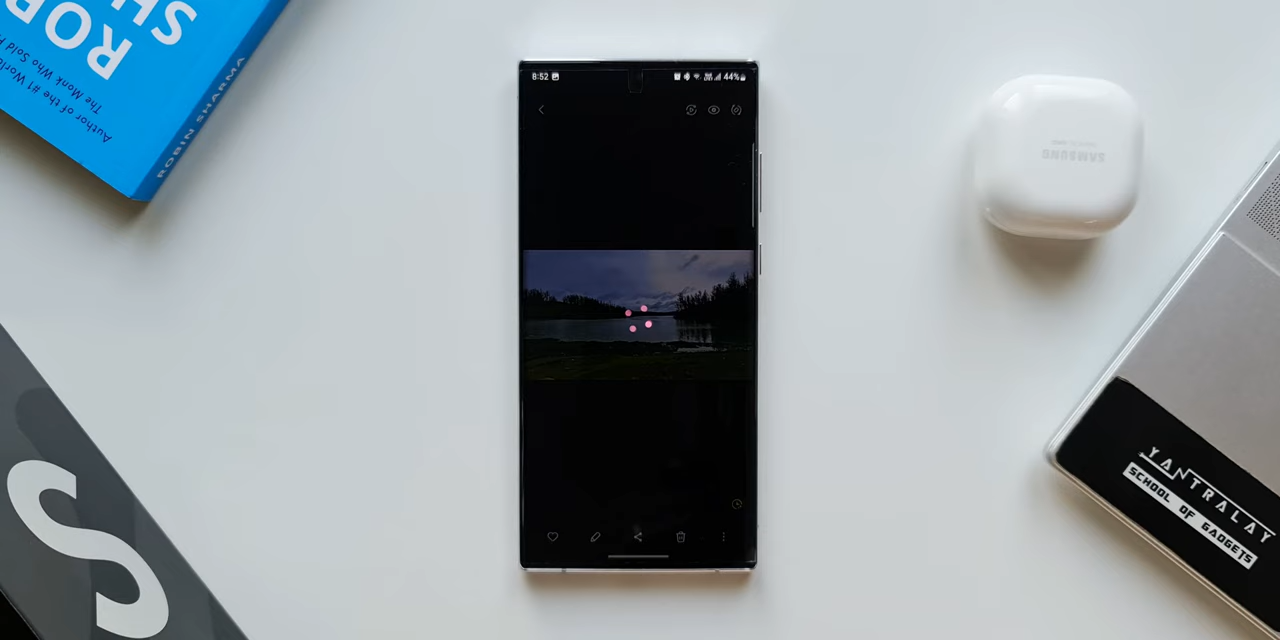 ROB
SH
Author of the #1 World
The Monk Who Sold
ROBIN SHARMA
8:52
44%
SAMSUNG
S
YANTRALAY
SCHOOL OF GADGETS